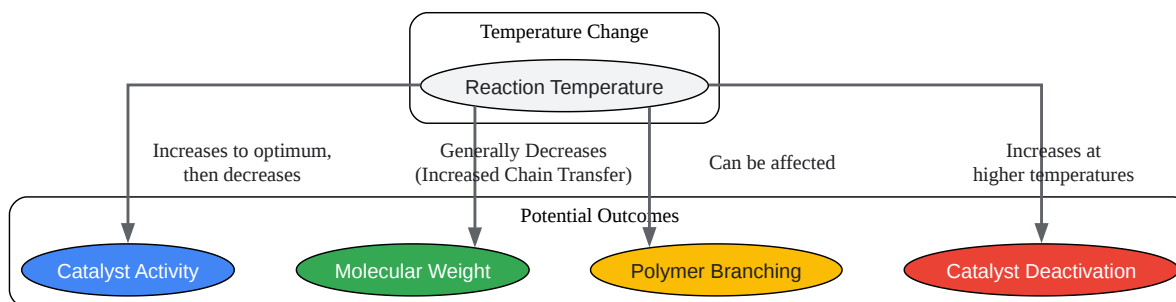 Temperature Change
Reaction Temperature
Increases to optimum,
then decreases
Generally Decreases
(Increased Chain Transfer)
Can be affected
Increases at
higher temperatures
Potential Outcomes
Catalyst Activity
Molecular Weight
Polymer Branching
Catalyst Deactivation